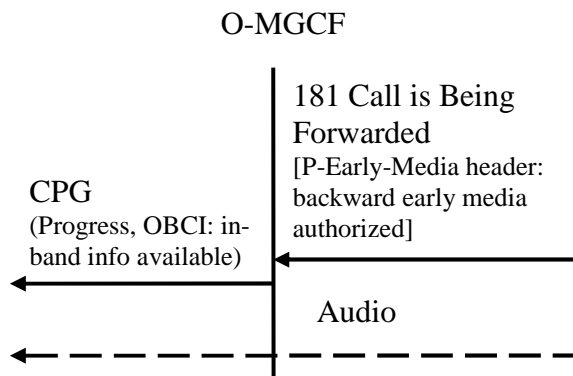 O-MGCF
181 Call is Being
Forwarded
[P-Early-Media header:
backward early media
authorized]
CPG
(Progress, OBCI: in-
band info available)
Audio